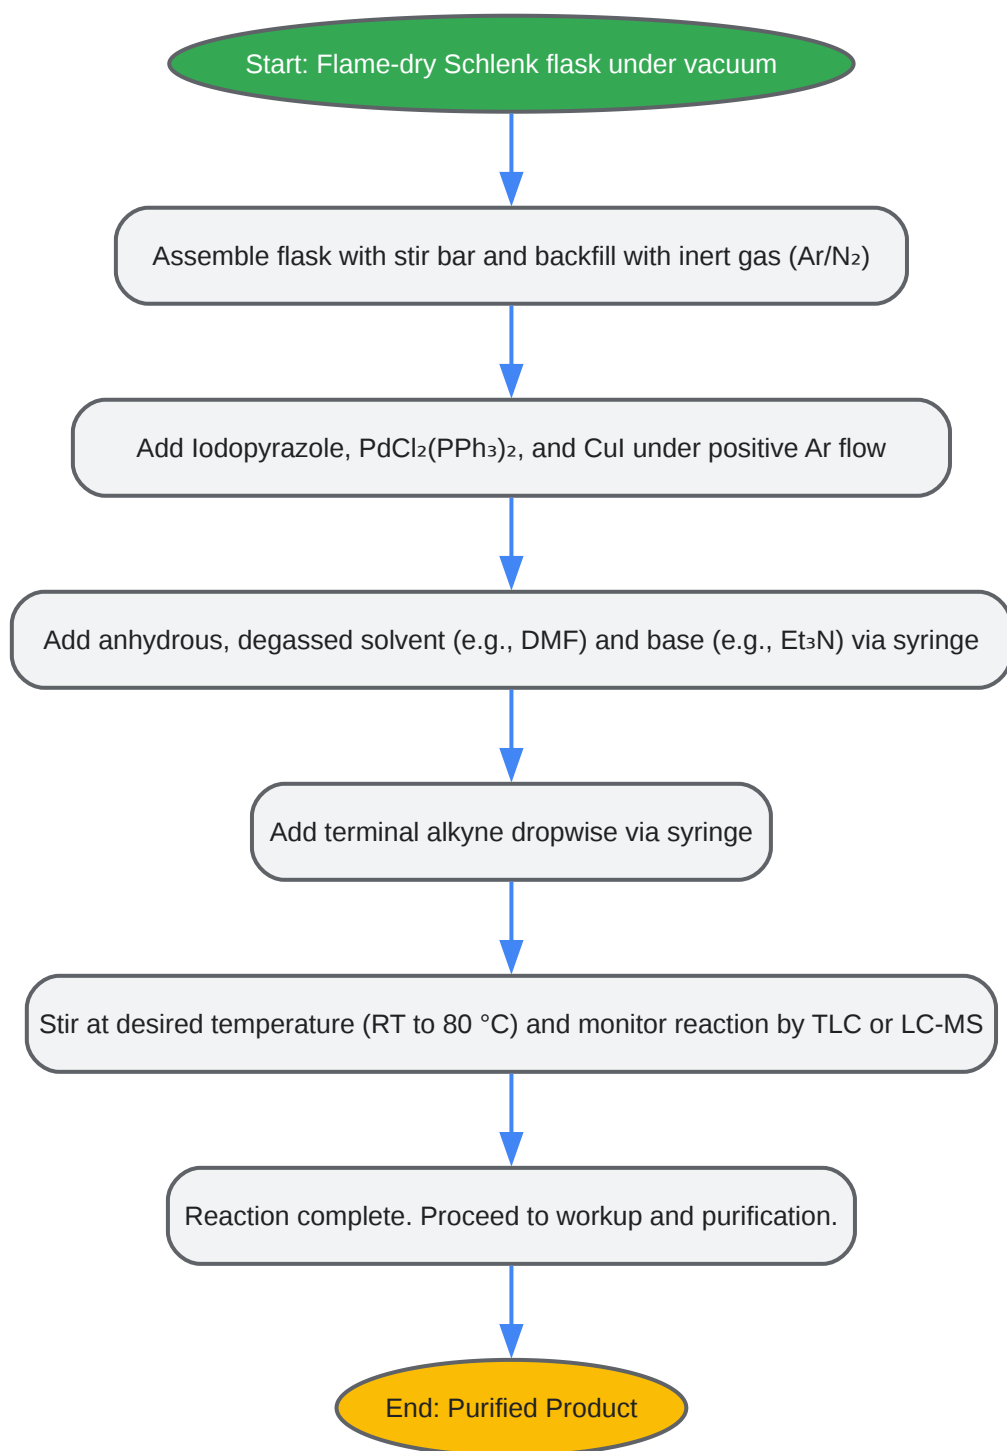 Start: Flame-dry Schlenk flask under vacuum
Assemble flask with stir bar and backfill with inert gas (Ar/N₂)
Add Iodopyrazole, PdCl₂(PPh₃)₂, and CuI under positive Ar flow
Add anhydrous, degassed solvent (e.g., DMF) and base (e.g., Et₃N) via syringe
Add terminal alkyne dropwise via syringe
Stir at desired temperature (RT to 80 °C) and monitor reaction by TLC or LC-MS
Reaction complete. Proceed to workup and purification.
End: Purified Product